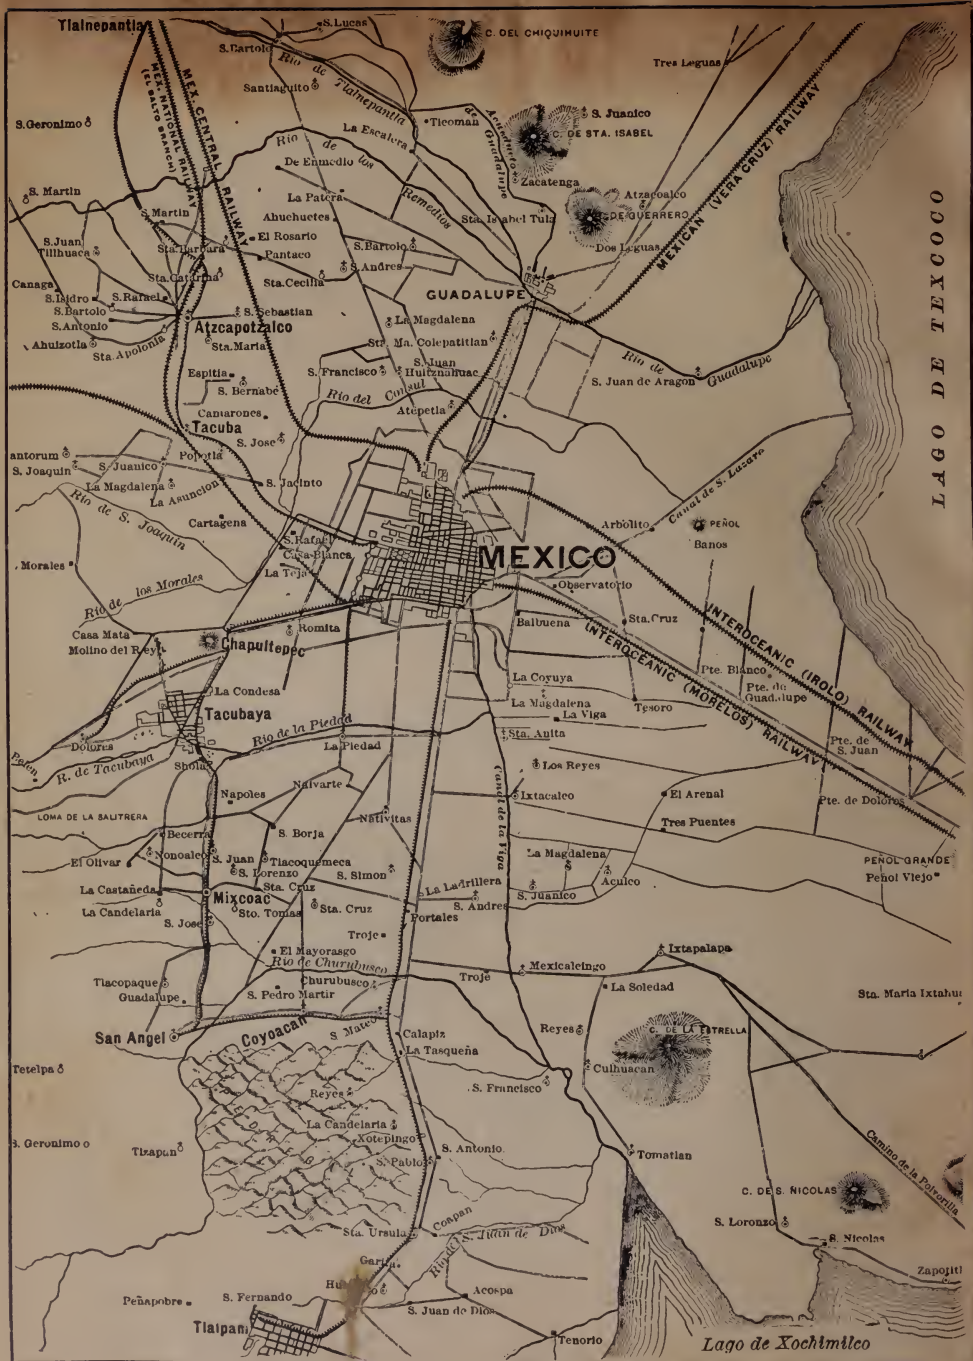 Tlalnepantla
S. Lucas
C. DEL CHIQUIHUITE
S. Bartolo
Rio de Tlalnepantla
Tres Leguas
Santiaguito
MEX. NATIONAL RAILWAY
(EL SALTO BRANCH)
MEX. CENTRAL RAILWAY
S. Geronimo
Ticoman
Acueducto de Guadalupe
S. Juanico
C. DE STA. ISABEL
La Escalera
Rio de los Remedios
De Enmedio
Zacatenga
S. Martin
La Patera
Atzacoalco
Ahuehuetes
Sta. Isabel Tula
DE GUERRERO
S. Martin
El Rosario
Dos Leguas
MEXICAN (VERA CRUZ) RAILWAY
LAGO DE TEXCOCO
S. Juan
Tilhuaca
Sta. Barbara
S. Bartolo
Pantaco
S. Andres
Canaga
Sta. Catarina
Sta. Cecilia
S. Isidro
S. Rafael
GUADALUPE
S. Bartolo
S. Sebastian
S. Antonio
Atzcapotzalco
La Magdalena
Ahuizotla
Sta. Apolonia
Sta. Maria
Sta. Ma. Colepatitlan
Espitia
S. Francisco
S. Juan
Huitznahuac
Rio de Guadalupe
S. Juan de Aragon
S. Bernabe
Rio del Consul
Camarones
Atepetla
Tacuba
S. Jose
antorum
Popotla
S. Joaquin
S. Juanico
Canal de S. Lazaro
La Magdalena
La Asuncion
S. Jacinto
Rio de S. Joaquin
Cartagena
Arbolito
PEÑOL
Banos
S. Rafael
Casa Blanca
MEXICO
Morales
La Teja
Observatorio
Rio de los Morales
Balbuena
Sta. Cruz
INTEROCEANIC (IROLO) RAILWAY
INTEROCEANIC (MORELOS) RAILWAY
Casa Mata
Romita
Molino del Rey
Chapultepec
Pte. Blanco
La Coyuya
Pte. de
Guadalupe
La Condesa
La Magdalena
Tesoro
Tacubaya
La Viga
Rio de la Piedad
Sta. Anita
Dolores
La Piedad
Pte. de
S. Juan
Belen
R. de Tacubaya
Shola
Los Reyes
Canal de la Viga
Napoles
Nalvarte
Ixtacalco
El Arenal
Pte. de Dolores
LOMA DE LA SALITRERA
Nativitas
Becerra
S. Borja
Tres Puentes
El Olivar
Nonoalco
S. Juan
Tlacoquemeca
La Magdalena
PEÑOL GRANDE
S. Lorenzo
S. Simon
Peñol Viejo
La Castañeda
Sta. Cruz
La Ladrillera
Aculco
Mixcoac
S. Juanico
La Candelaria
Sto. Tomas
Sta. Cruz
S. Andres
S. Jose
Portales
Troje
El Mayorasgo
Ixtapalapa
Rio de Churubusco
Mexicalcingo
Tlacopaque
Churubusco
Troje
La Soledad
Guadalupe
S. Pedro Martir
Sta. Maria Ixtahu
San Angel
Coyoacan
S. Mateo
Calapiz
Reyes
C. DE LA ESTRELLA
La Tasqueña
Tetelpa
Culhuacan
S. Francisco
Reyes
La Candelaria
S. Geronimo
Xotepingo
Camino de la Polvorilla
Tlzapan
S. Antonio
Tomatlan
S. Pablo
C. DE S. NICOLAS
Sta. Ursula
Coapan
S. Loronzo
Rio de S. Juan de Dios
S. Nicolas
Garita
Zapotitl
Peñapobre
S. Fernando
Acospa
S. Juan de Dios
Tlalpan
Tenorio
Lago de Xochimilco